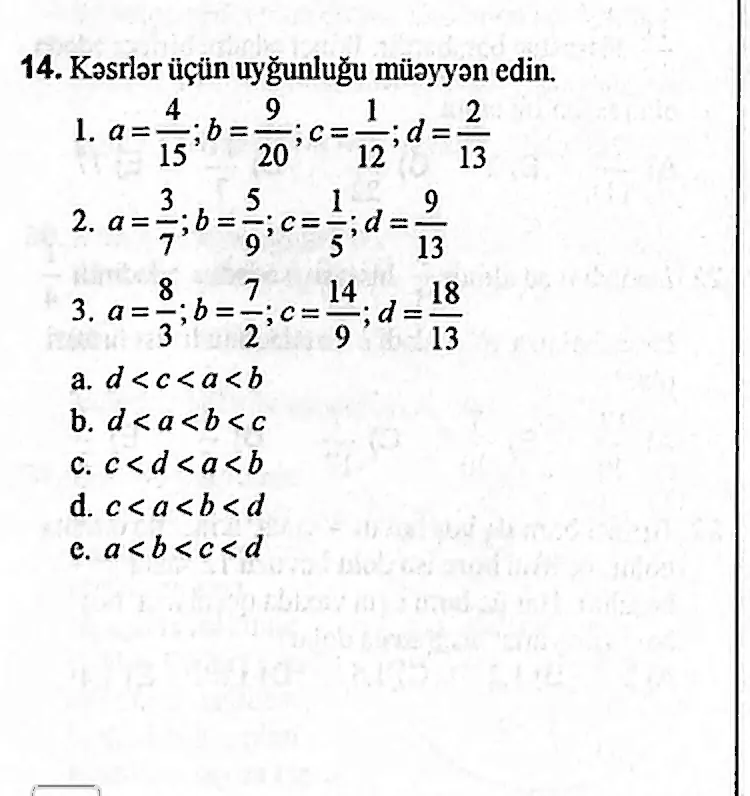 14. Kəsrlər üçün uyğunluğu müəyyən edin.
1. a = 4/15; b = 9/20; c = 1/12; d = 2/13
2. a = 3/7; b = 5/9; c = 1/5; d = 9/13
3. a = 8/3; b = 7/2; c = 14/9; d = 18/13
a. d < c < a < b
b. d < a < b < c
c. c < d < a < b
d. c < a < b < d
e. a < b < c < d